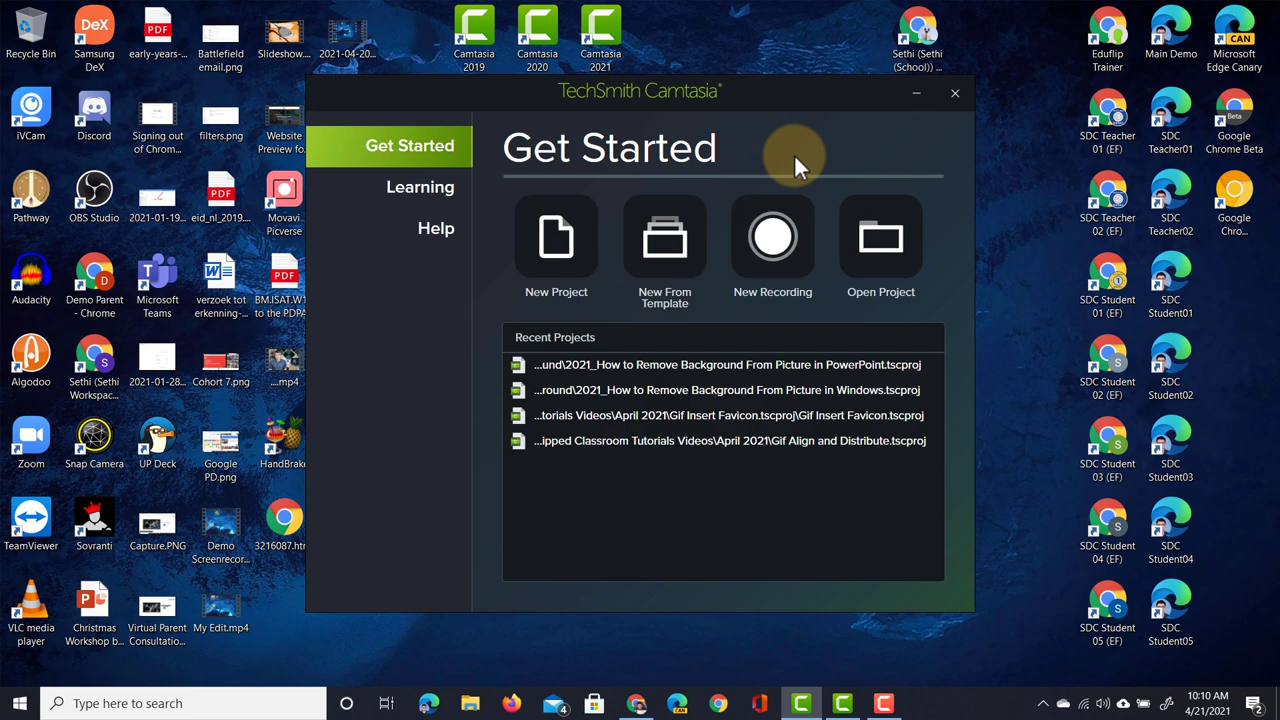 Recycle Bin
Samsung
DeX
early-years-...
Battlefield
email.png
Slideshow....
2021-04-20...
Camtasia
2019
Camtasia
2020
Camtasia
2021
Sethi (Sethi
(School)) ...
Eduflip
Trainer
Main Demo
Microsoft
Edge Canary
iVCam
Discord
Signing out
of Chrom...
filters.png
Website
Preview fo...
SDC Teacher
01 (EF)
SDC
Teacher01
Google
Chrome Beta
Pathway
OBS Studio
2021-01-19...
eid_nl_2019...
Movavi
Picverse
SDC Teacher
02 (EF)
SDC
Teacher02
Google
Chro...
Audacity
Demo Parent
- Chrome
Microsoft
Teams
verzoek tot
erkenning-...
BM.ISAT.W1
to the PDPA
SDC Student
01 (EF)
SDC
Student01
Algodoo
Sethi (Sethi
Workspac...
2021-01-28...
Cohort 7.png
....mp4
SDC Student
02 (EF)
SDC
Student02
Zoom
Snap Camera
UP Deck
Google
PD.png
HandBrake
SDC Student
03 (EF)
SDC
Student03
TeamViewer
Sovranti
Capture.PNG
Demo
Screenrecor...
3216087.htm
SDC Student
04 (EF)
SDC
Student04
VLC media
player
Christmas
Workshop b...
Virtual Parent
Consultatio...
My Edit.mp4
SDC Student
05 (EF)
SDC
Student05
TechSmith Camtasia®
Get Started
Learning
Help
Get Started
New Project
New From
Template
New Recording
Open Project
Recent Projects
...und\2021_How to Remove Background From Picture in PowerPoint.tscproj
...round\2021_How to Remove Background From Picture in Windows.tscproj
...torials Videos\April 2021\Gif Insert Favicon.tscproj\Gif Insert Favicon.tscproj
...ipped Classroom Tutorials Videos\April 2021\Gif Align and Distribute.tscproj
Type here to search
4
CAN
10:10 AM
4/21/2021
2